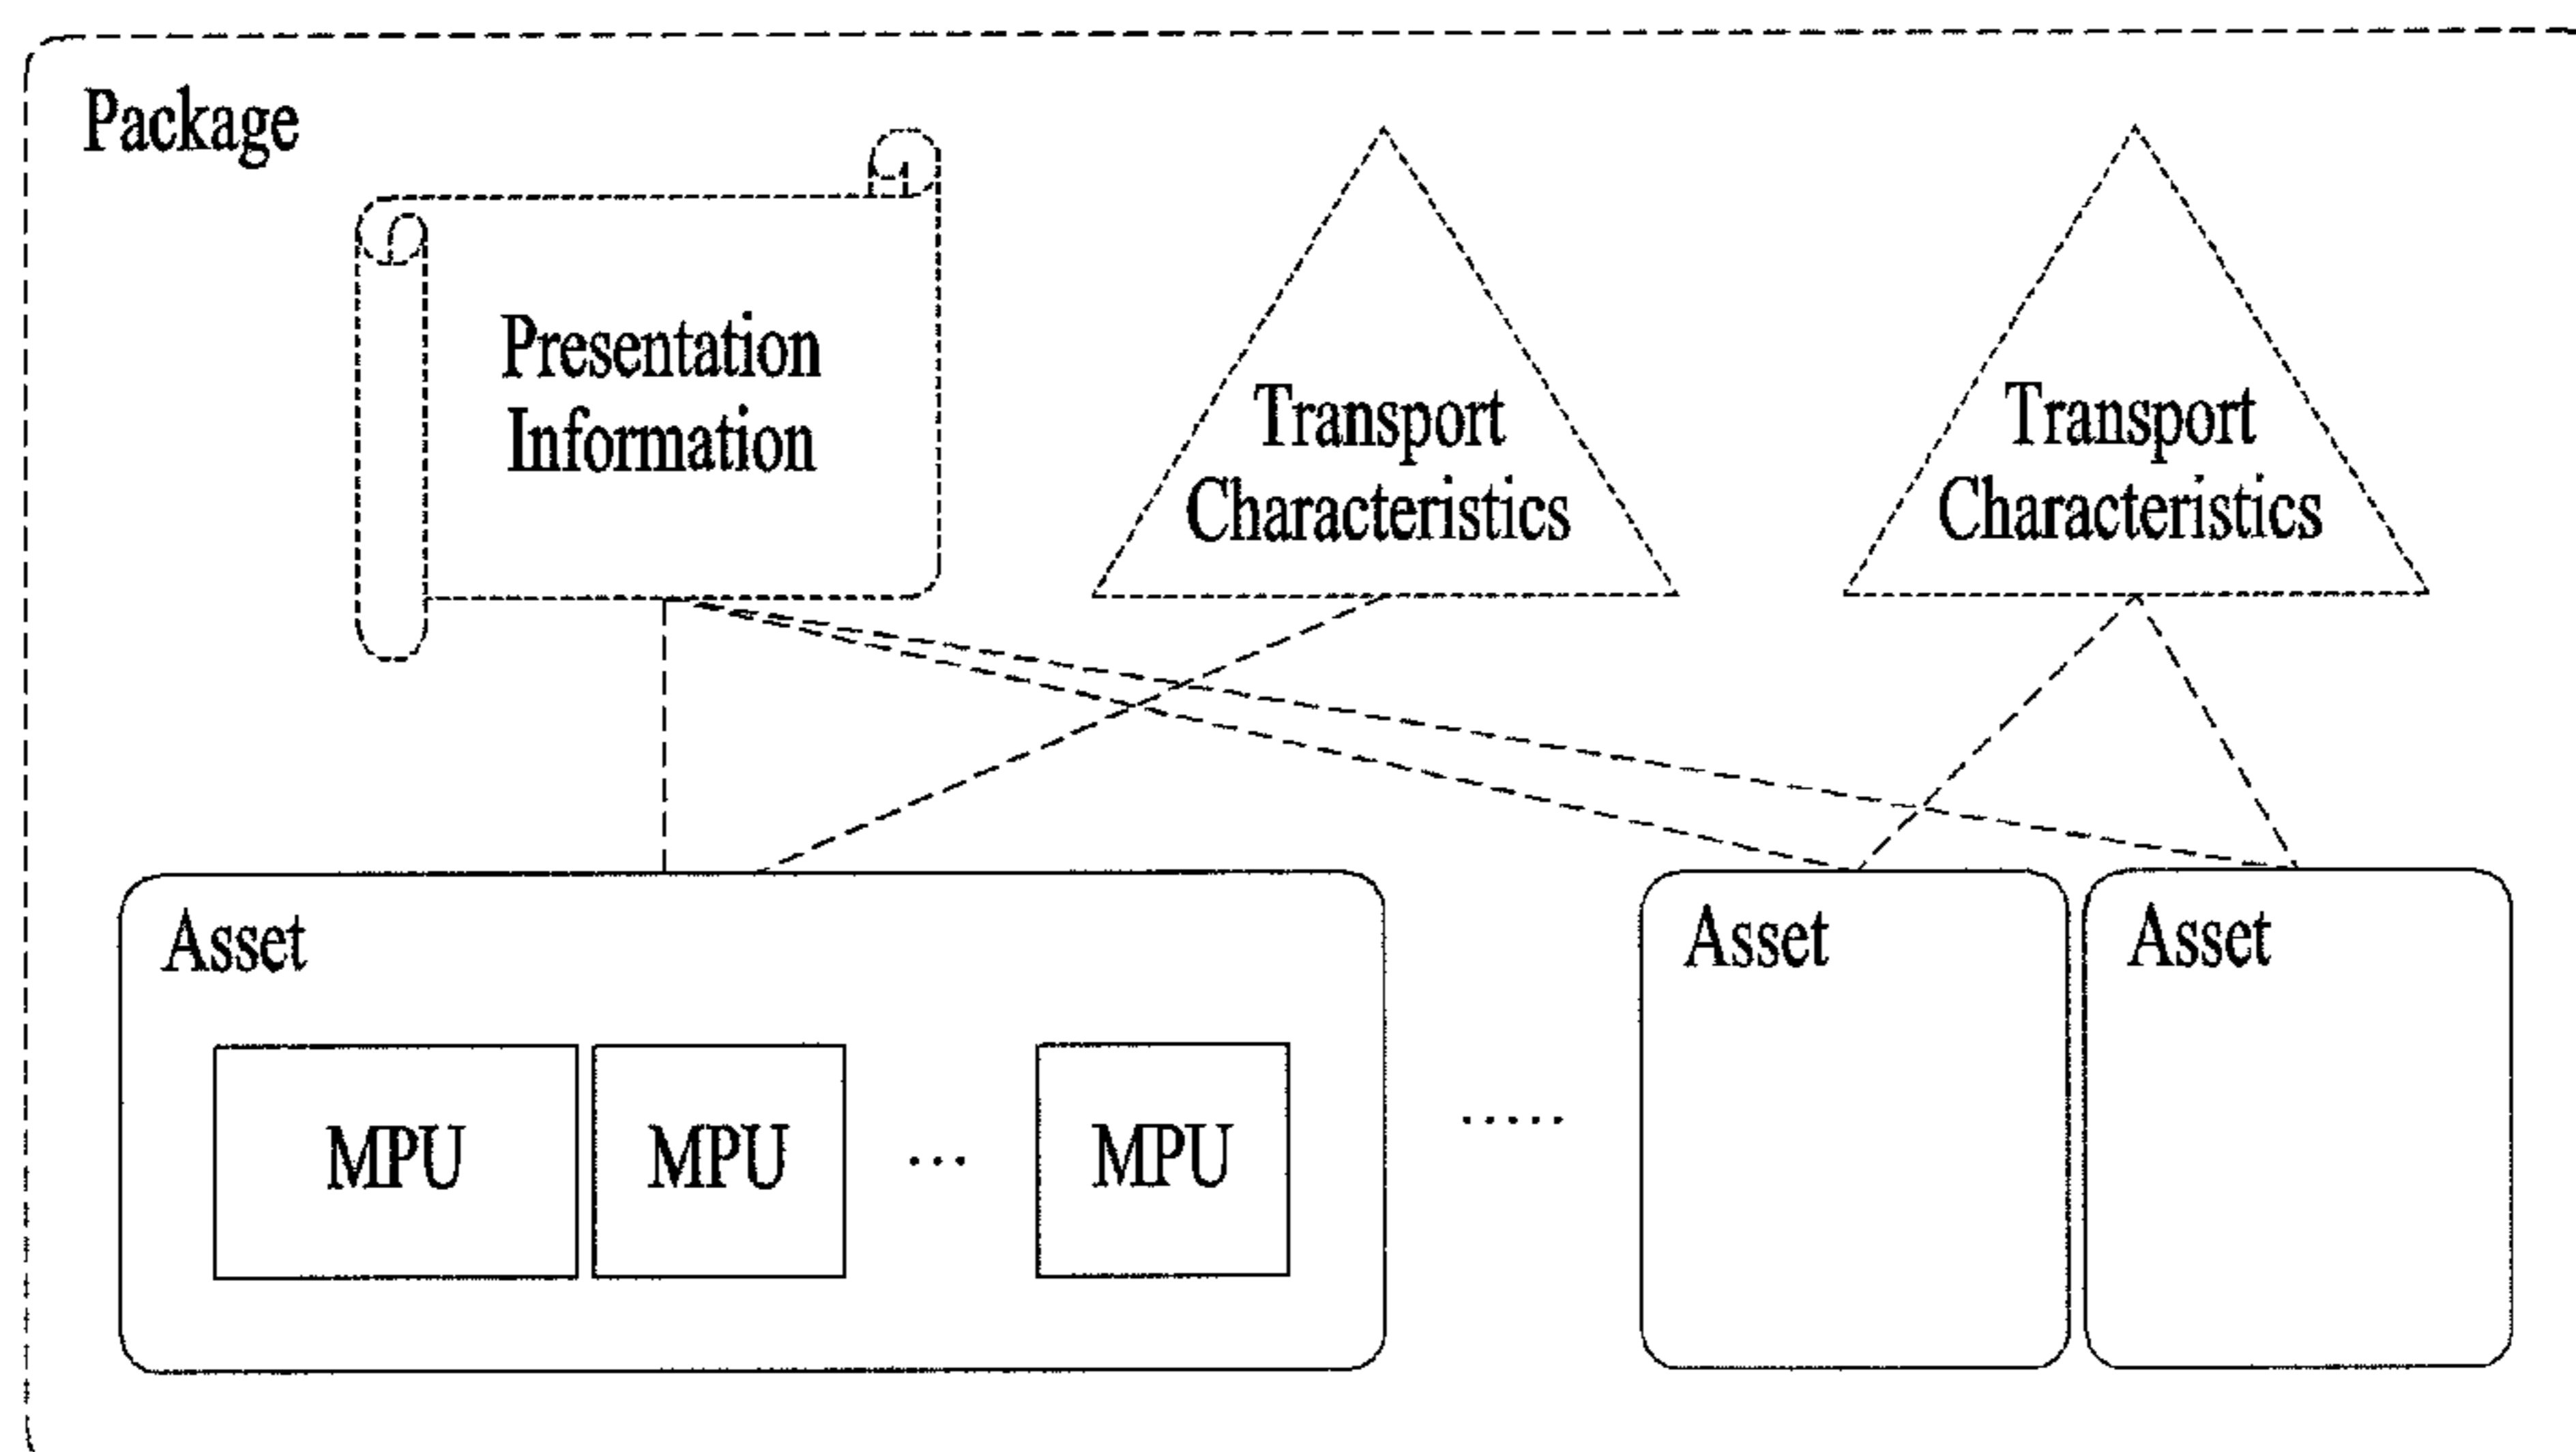 Package
Presentation
Information
Transport
Characteristics
Transport
Characteristics
Asset
MPU
MPU
...
MPU
.....
Asset
Asset